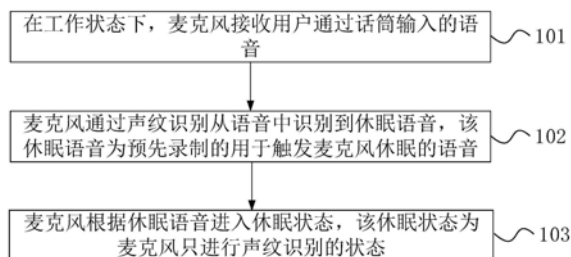 在工作状态下，麦克风接收用户通过话筒输入的语
音
101
麦克风通过声纹识别从语音中识别到休眠语音，该
休眠语音为预先录制的用于触发麦克风休眠的语音
102
麦克风根据休眠语音进入休眠状态，该休眠状态为
麦克风只进行声纹识别的状态
103